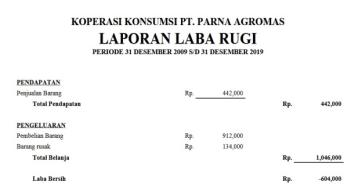 KOPERASI KONSUMSI PT. PARNA AGROMAS
LAPORAN LABA RUGI
PERIODE 31 DESEMBER 2009 S/D 31 DESEMBER 2019
PENDAPATAN
Penjualan Barang Rp. 442,000
Total Pendapatan Rp. 442,000
PENGELUARAN
Pembelian Barang Rp. 912,000
Barang rusak Rp. 134,000
Total Belanja Rp. 1,046,000
Laba Bersih Rp. -604,000